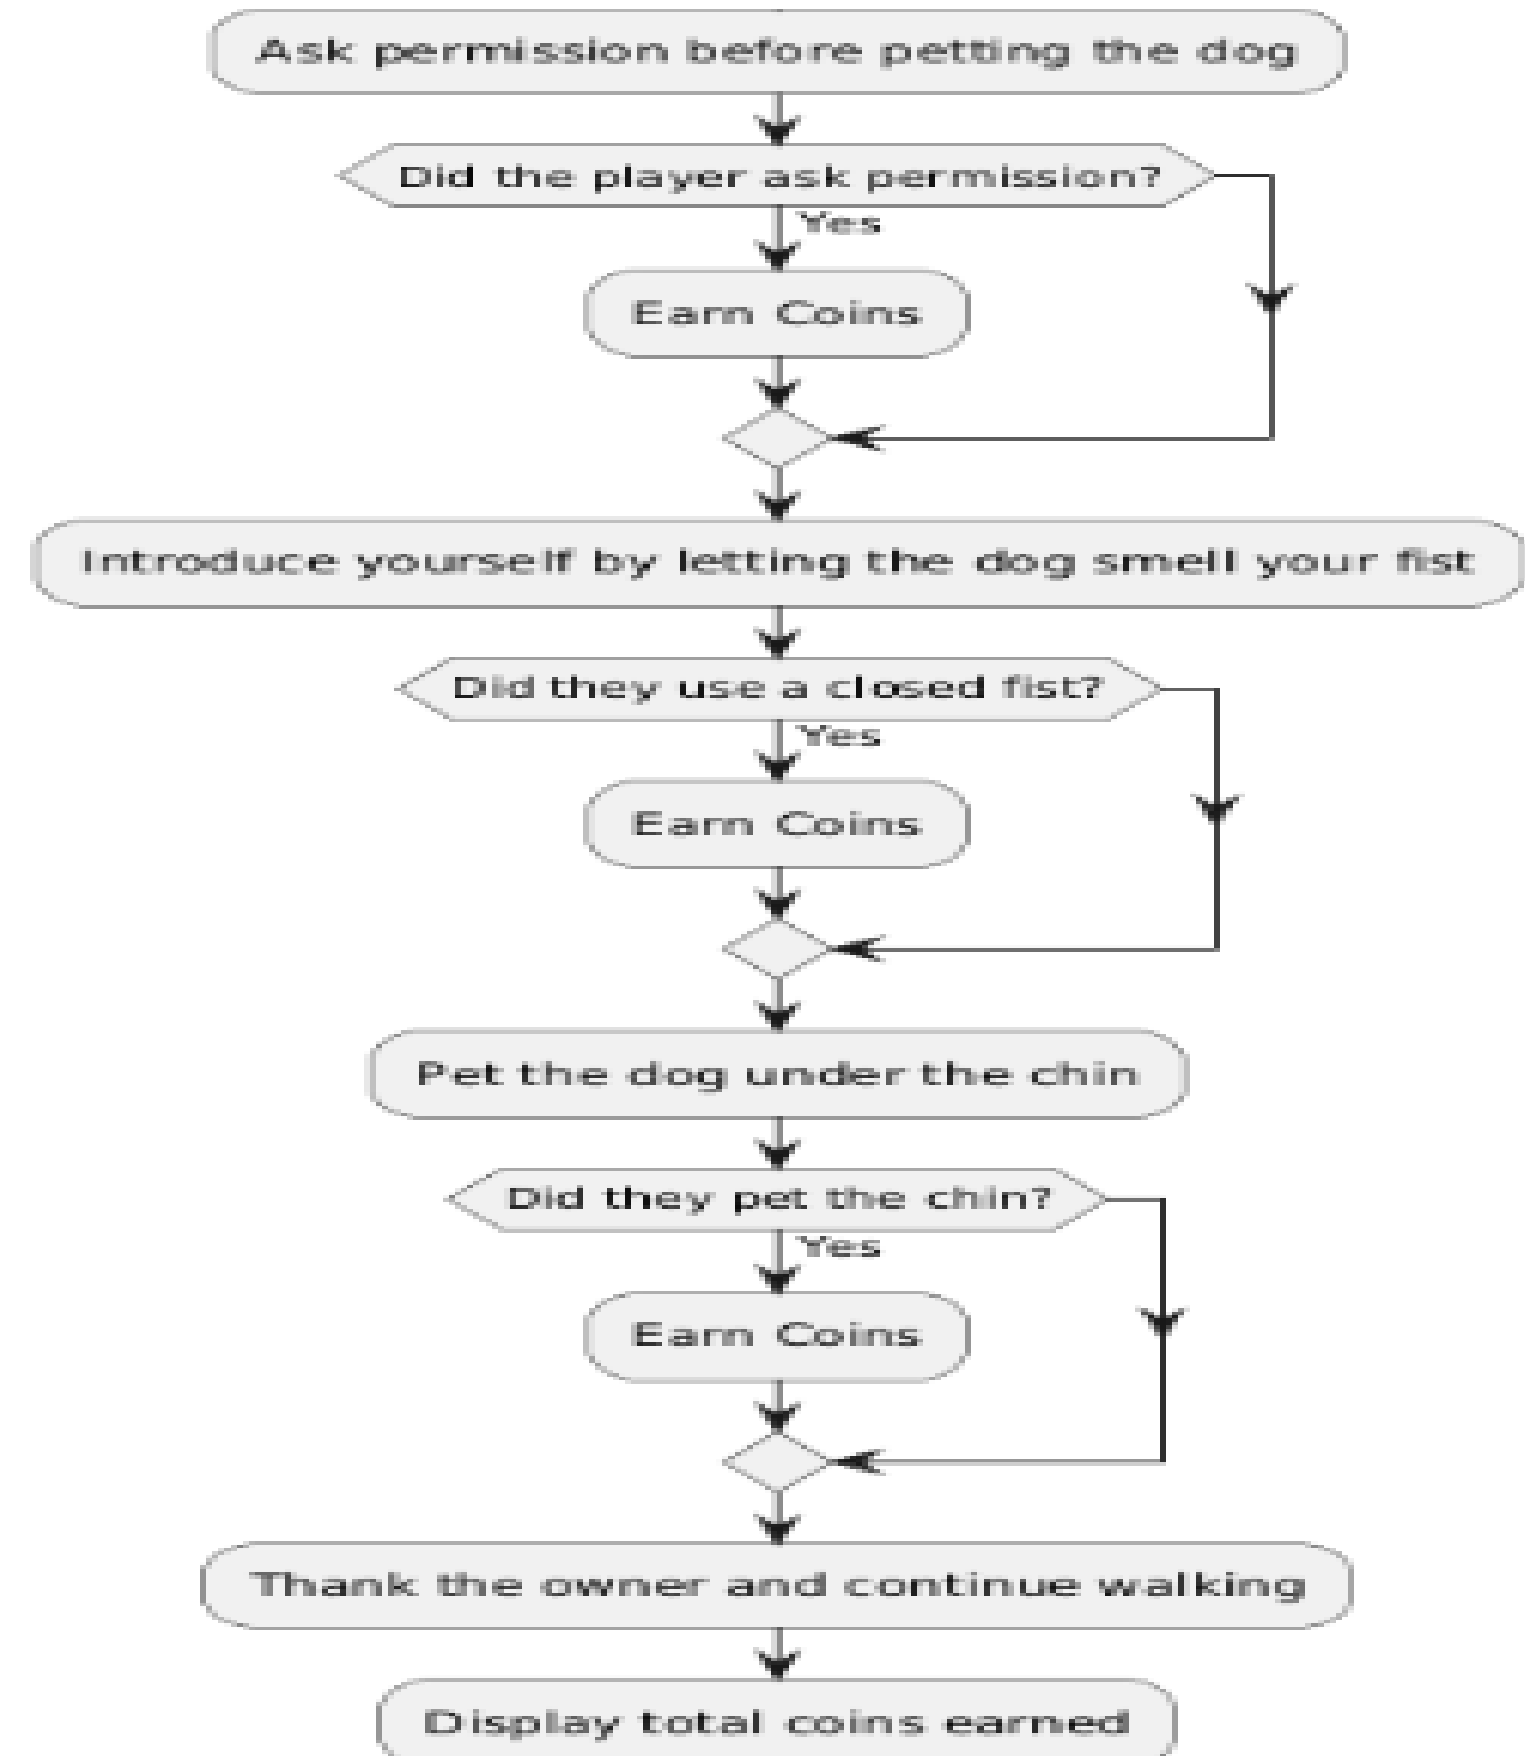 Ask permission before petting the dog
Did the player ask permission?
Yes
Earn Coins
Introduce yourself by letting the dog smell your fist
Did they use a closed fist?
Yes
Earn Coins
Pet the dog under the chin
Did they pet the chin?
Yes
Earn Coins
Thank the owner and continue walking
Display total coins earned